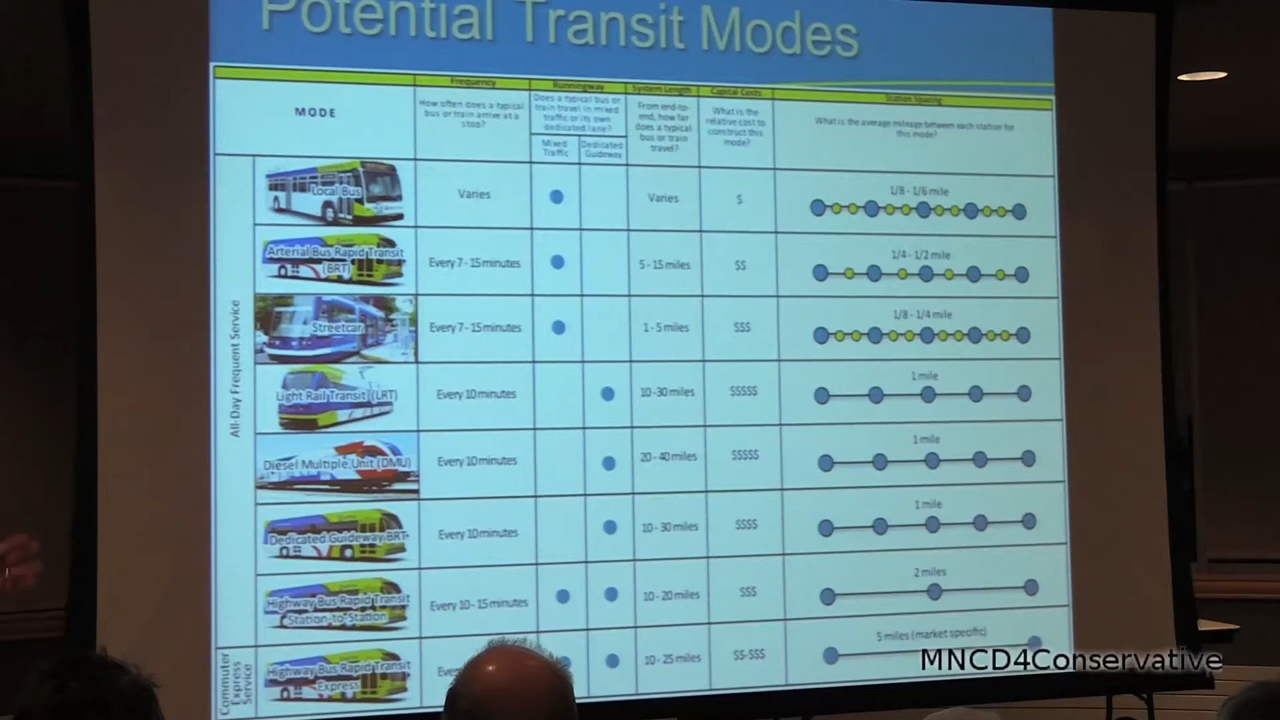 Potential Transit Modes
MODE
Frequency
How often does a typical
bus or train arrive at a
stop?
Runningway
Does a typical bus or
train travel in mixed
traffic or its own
dedicated lane?
Mixed
Traffic
Dedicated
Guideway
System Length
From end-to-
end, how far
does a typical
bus or train
travel?
Capital Costs
What is the
relative cost to
construct this
mode?
Station Spacing
What is the average mileage between each station for
this mode?
All-Day Frequent Service
Local Bus
Varies
Varies
$
1/8 - 1/6 mile
Arterial Bus Rapid Transit
(BRT)
Every 7 - 15 minutes
5 - 15 miles
$$
1/4 - 1/2 mile
Streetcar
Every 7 - 15 minutes
1 - 5 miles
$$$
1/8 - 1/4 mile
Light Rail Transit (LRT)
Every 10 minutes
10 -30 miles
$$$$$
1 mile
Diesel Multiple Unit (DMU)
Every 10 minutes
20 - 40 miles
$$$$$
1 mile
Dedicated Guideway BRT
Every 10 minutes
10 - 30 miles
$$$$
1 mile
Highway Bus Rapid Transit
Station-to-Station
Every 10 - 15 minutes
10 - 20 miles
$$$
2 miles
Commuter
Express
Service
Highway Bus Rapid Transit
Express
10 - 25 miles
$$-$$$
5 miles (market specific)
MNCD4Conservative